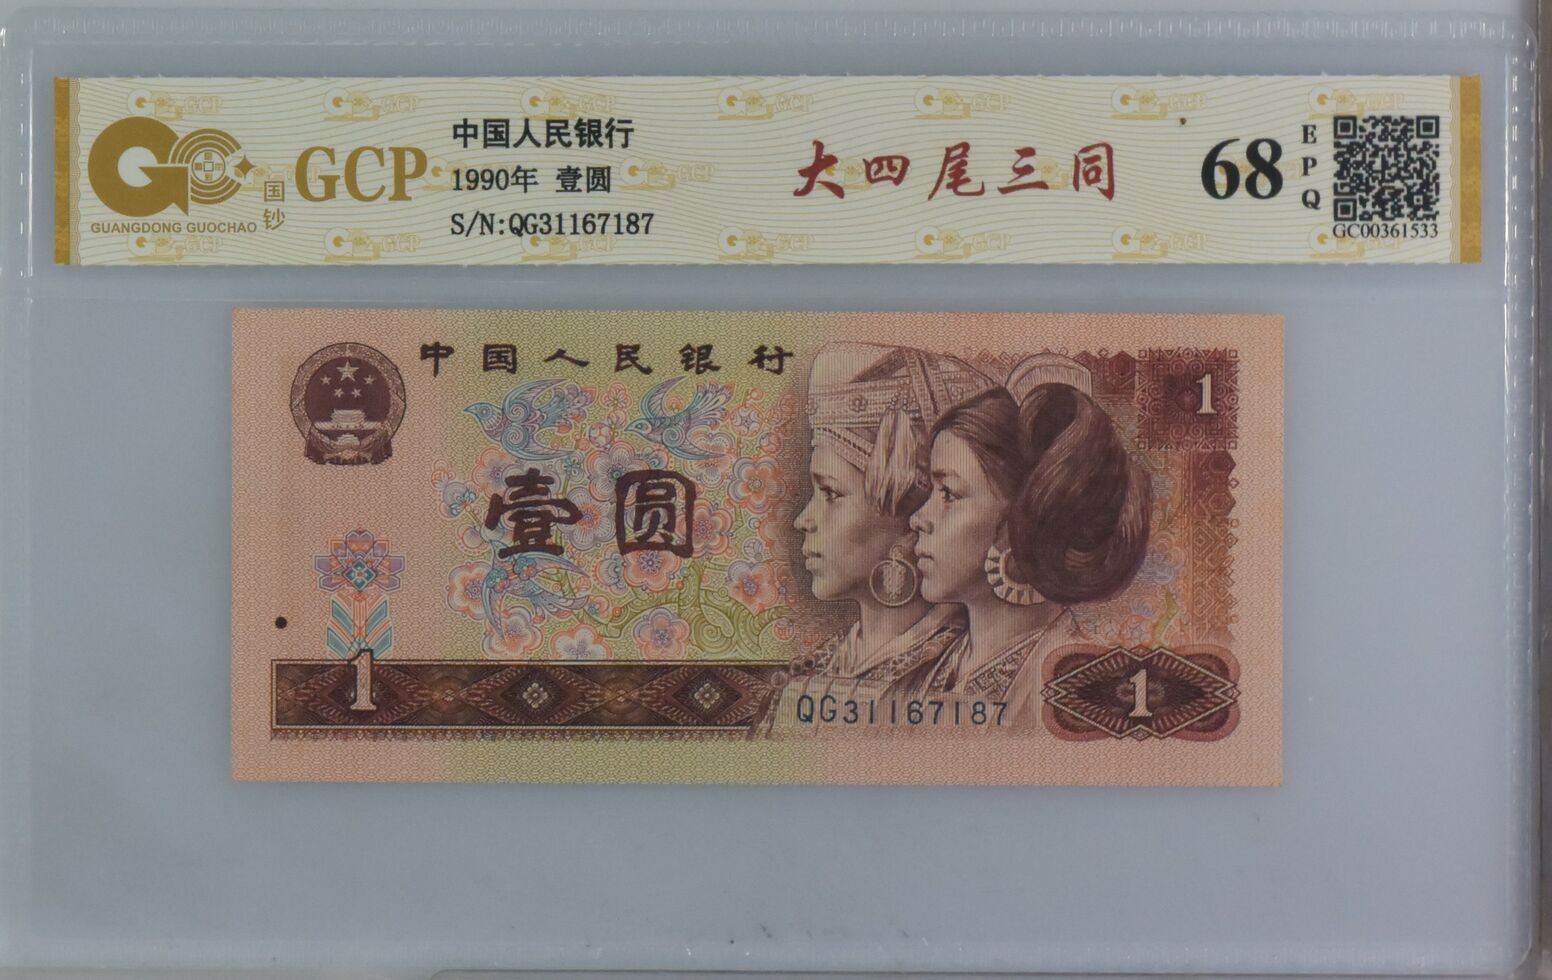 GUANGDONG GUOCHAO
国钞
GCP
中国人民银行
1990年 壹圆
S/N:QG31167187
大四尾三同
68
EPQ
GC00361533
中国人民银行
1
壹圆
1
QG31167187
1